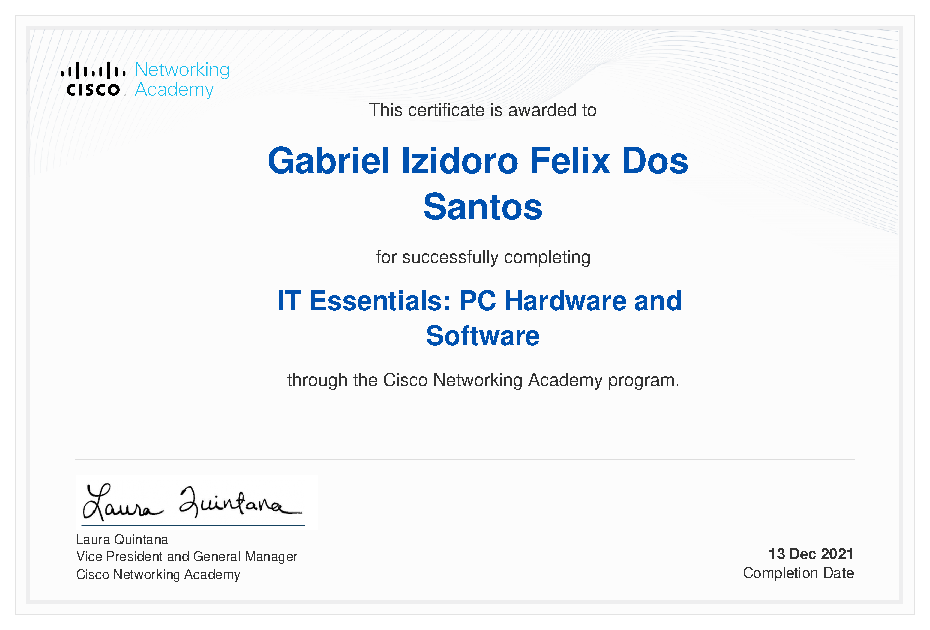 cisco
Networking
Academy
This certificate is awarded to
Gabriel Izidoro Felix Dos
Santos
for successfully completing
IT Essentials: PC Hardware and
Software
through the Cisco Networking Academy program.
Laura Quintana
Laura Quintana
Vice President and General Manager
Cisco Networking Academy
13 Dec 2021
Completion Date